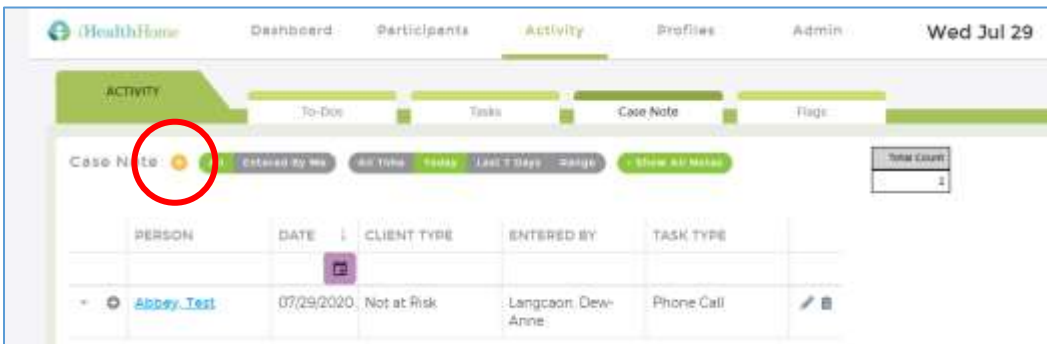 iHealthHome Dashboard Participants Activity Profiles Admin Wed Jul 29
ACTIVITY
To-Dos Tasks Case Note Flags
Case Note All Entered By Me All Time Today Last 7 Days Range Show All Notes Total Count
PERSON DATE ↓ CLIENT TYPE ENTERED BY TASK TYPE
Abbey, Test 07/29/2020 Not at Risk Langcaon, Dew- Phone Call
Anne